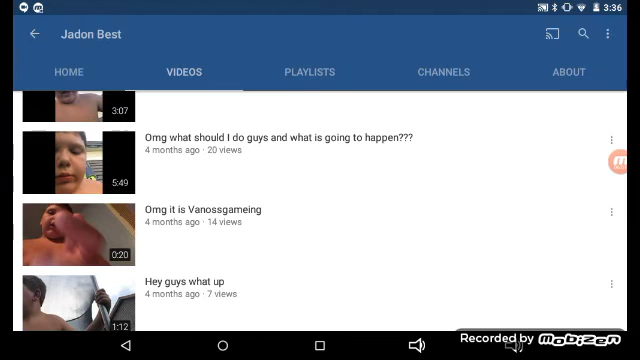 3:36
Jadon Best
HOME VIDEOS PLAYLISTS CHANNELS ABOUT
3:07
Omg what should I do guys and what is going to happen???
4 months ago · 20 views
5:49
Omg it is Vanossgameing
4 months ago · 14 views
0:20
Hey guys what up
4 months ago · 7 views
1:12
Recorded by Mobizen